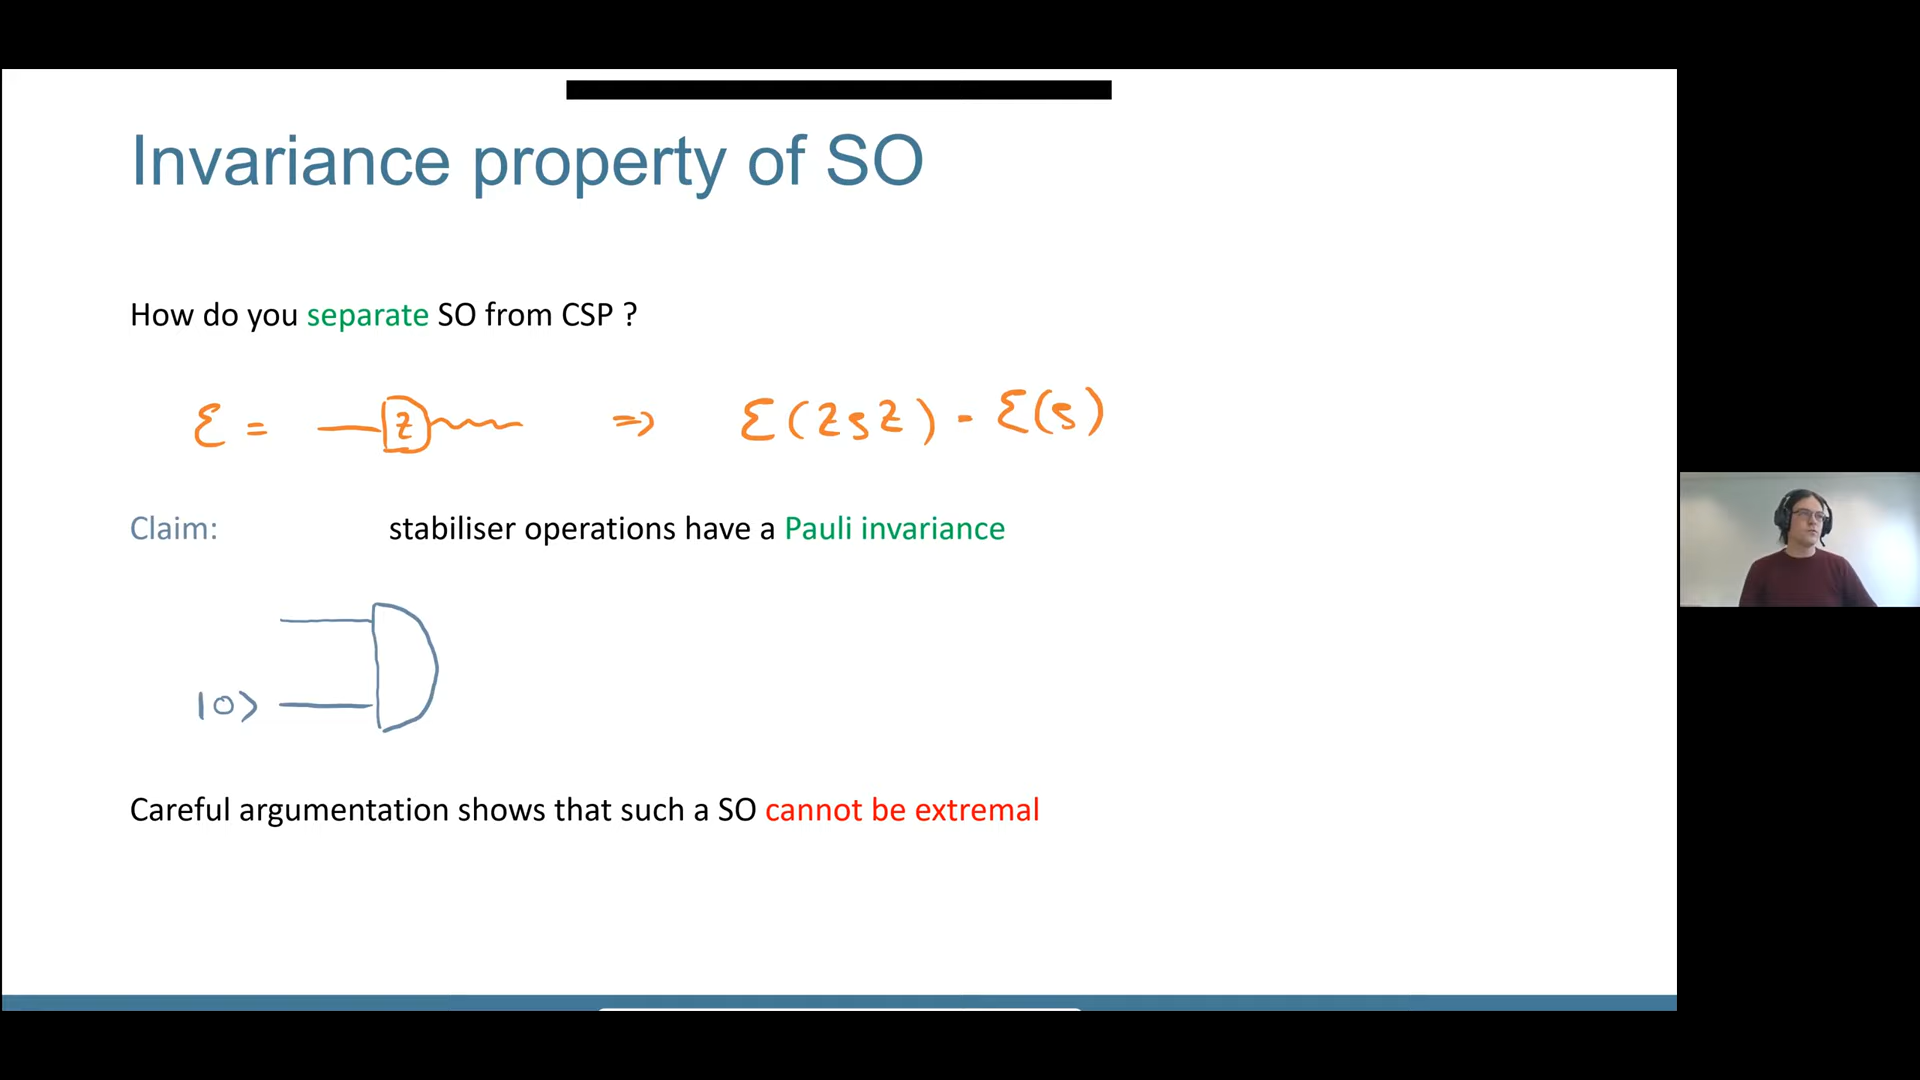 Invariance property of SO
How do you separate SO from CSP ?
ℰ = Z ⇒ ℰ(ZρZ) = ℰ(ρ)
Claim: stabiliser operations have a Pauli invariance
|0⟩
Careful argumentation shows that such a SO cannot be extremal